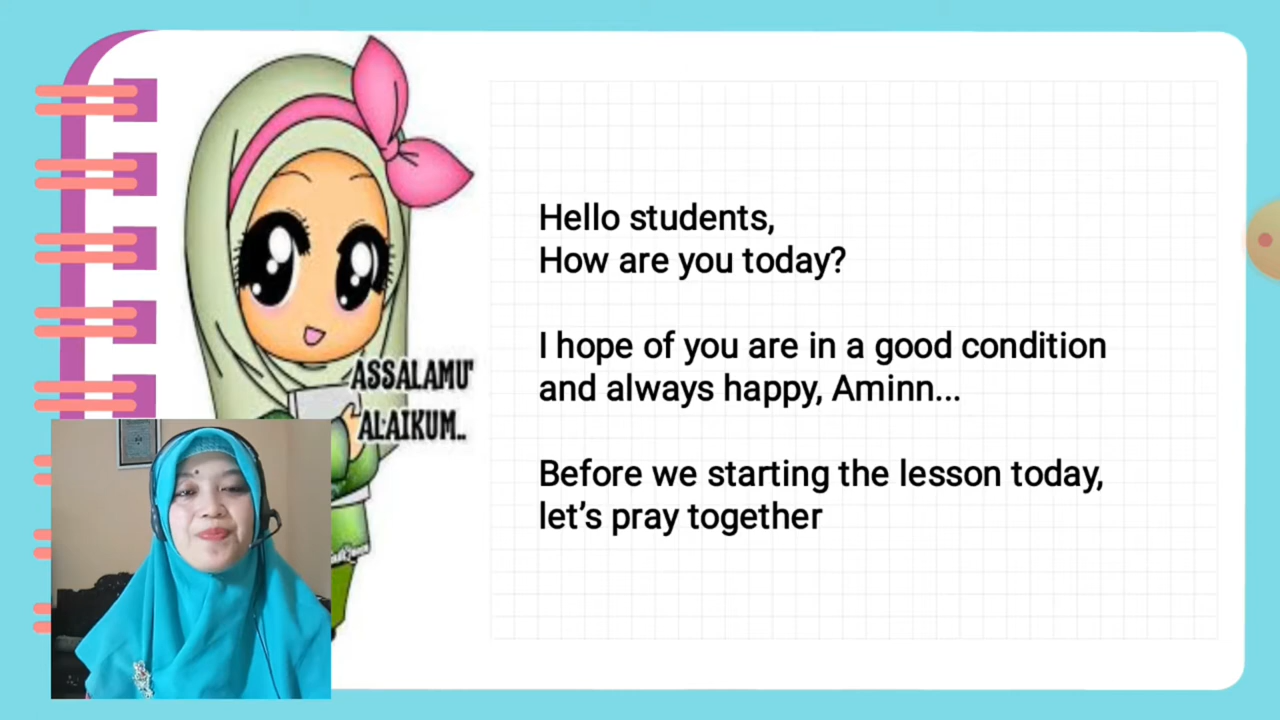 ASSALAMU'
ALAIKUM..
Hello students,
How are you today?
I hope of you are in a good condition
and always happy, Aminn...
Before we starting the lesson today,
let's pray together